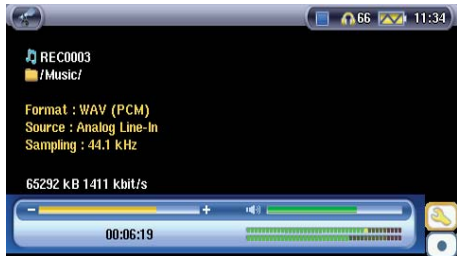 66 11:34
REC0003
/Music/
Format : WAV (PCM)
Source : Analog Line-In
Sampling : 44.1 kHz
65292 kB 1411 kbit/s
- +
00:06:19